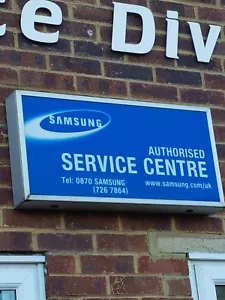 e Div
SAMSUNG
AUTHORISED
SERVICE CENTRE
Tel: 0870 SAMSUNG www.samsung.com/uk
(726 7864)